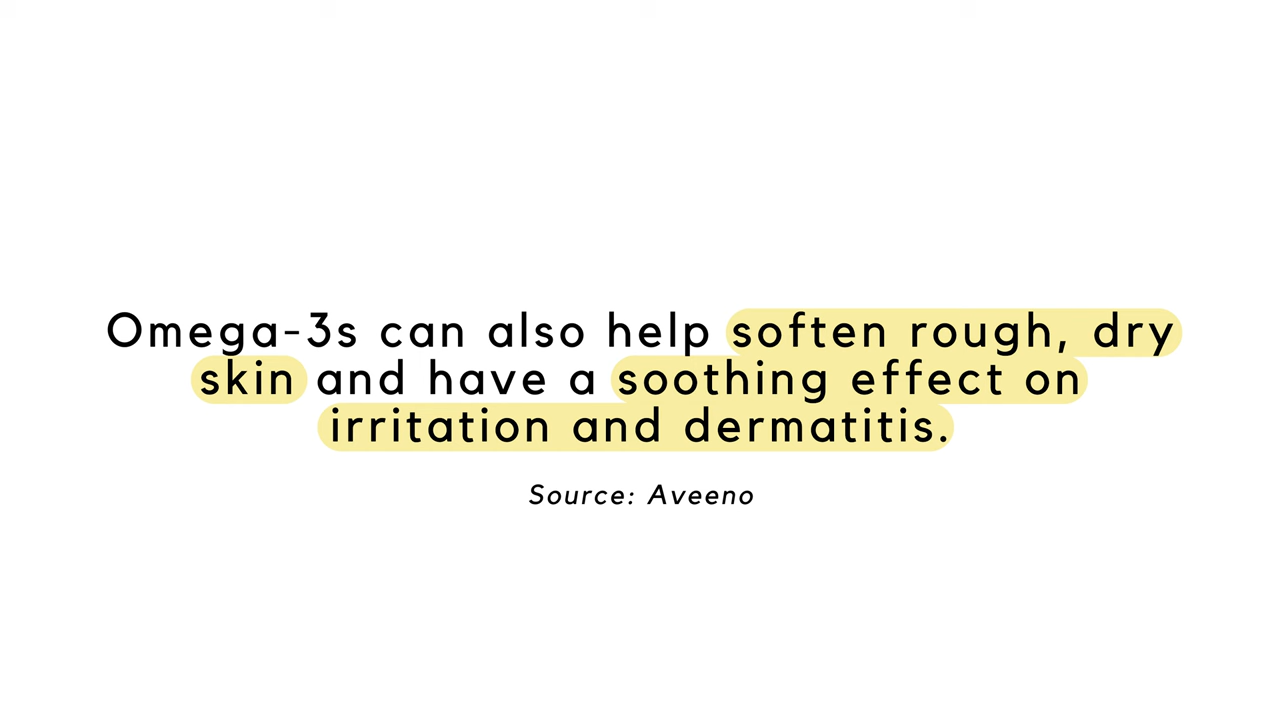 Omega-3s can also help soften rough, dry
skin and have a soothing effect on
irritation and dermatitis.
Source: Aveeno